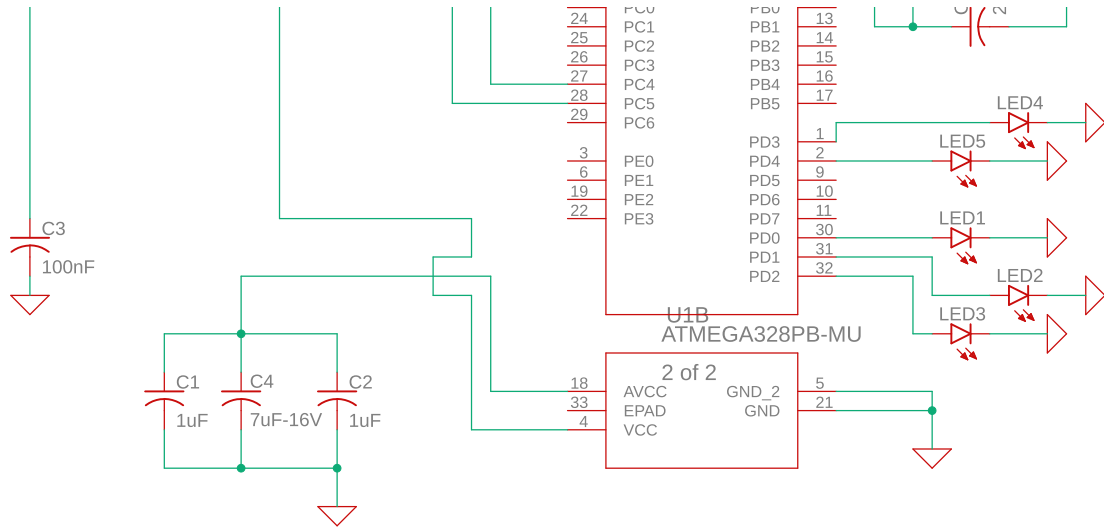 PC0
24
PC1
25
PC2
26
PC3
27
PC4
28
PC5
29
PC6
3
PE0
6
PE1
19
PE2
22
PE3
PB0
13
PB1
14
PB2
15
PB3
16
PB4
17
PB5
1
PD3
2
PD4
9
PD5
10
PD6
11
PD7
30
PD0
31
PD1
32
PD2
LED4
LED5
LED1
LED2
LED3
C3
100nF
U1B
ATMEGA328PB-MU
2 of 2
18
AVCC
33
EPAD
4
VCC
5
GND_2
21
GND
C1
1uF
C4
7uF-16V
C2
1uF